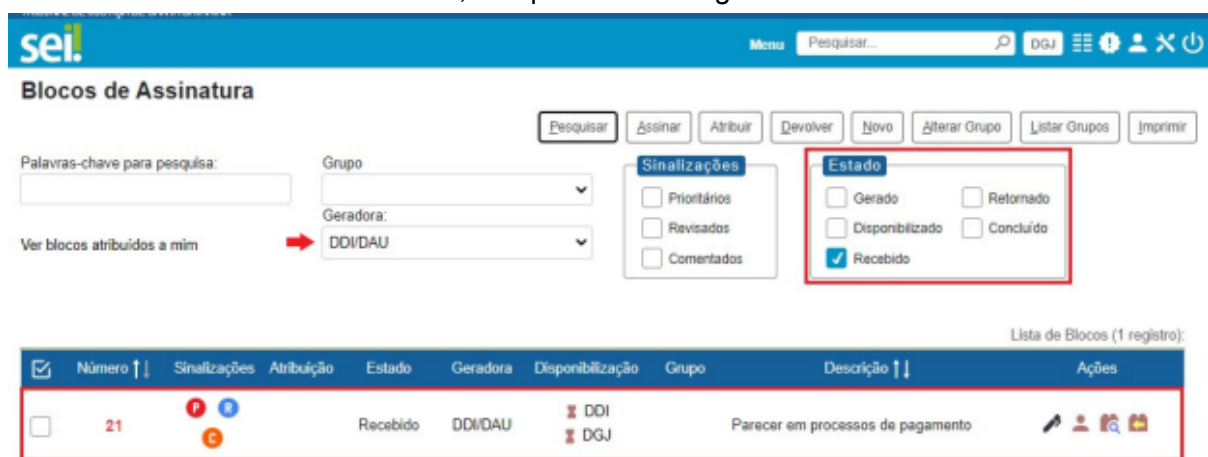 sei!
Menu Pesquisar... DGJ
Blocos de Assinatura
Pesquisar Assinar Atribuir Devolver Novo Alterar Grupo Listar Grupos Imprimir
Palavras-chave para pesquisa: Grupo Sinalizações Estado
Prioritários Gerado Retornado
Geradora:
Ver blocos atribuídos a mim DDI/DAU Revisados Disponibilizado Concluído
Comentados Recebido
Lista de Blocos (1 registro):
Número Sinalizações Atribuição Estado Geradora Disponibilização Grupo Descrição Ações
21 P R C Recebido DDI/DAU DDI DGJ Parecer em processos de pagamento